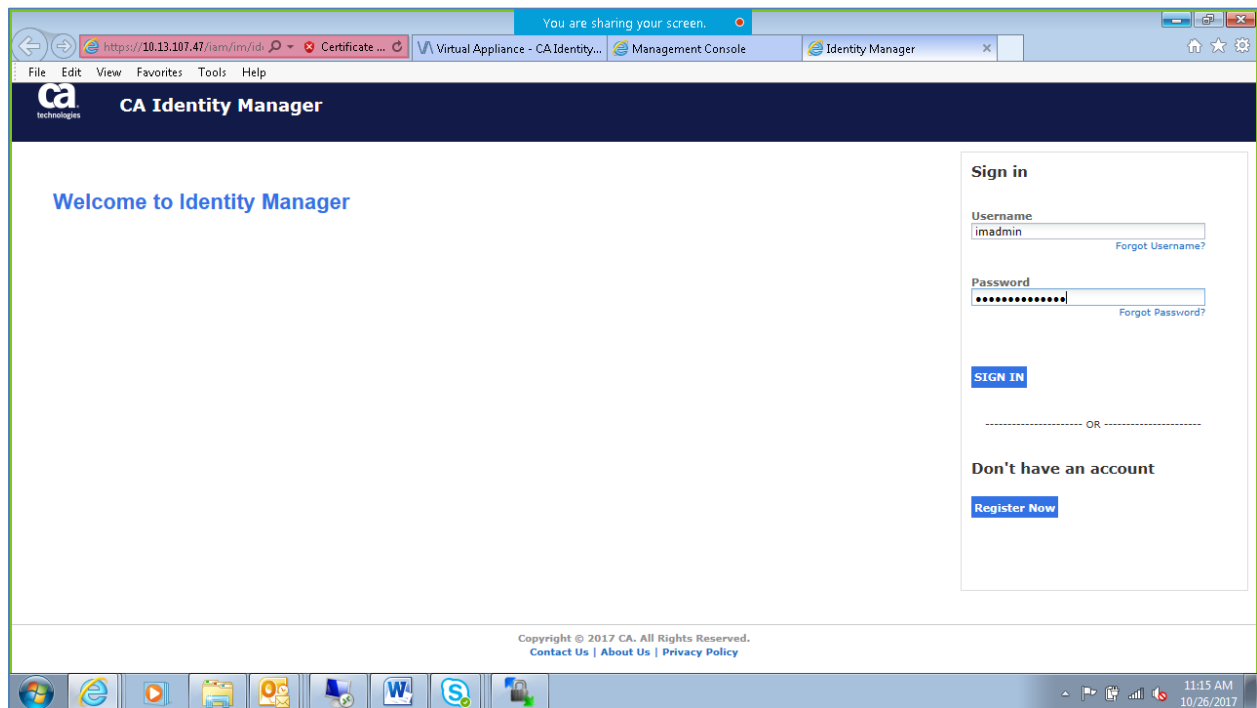 You are sharing your screen.
https://10.13.107.47/iam/im/id
Certificate ...
Virtual Appliance - CA Identity...
Management Console
Identity Manager
File Edit View Favorites Tools Help
ca
technologies
CA Identity Manager
Welcome to Identity Manager
Sign in
Username
imadmin
Forgot Username?
Password
••••••••••••••
Forgot Password?
SIGN IN
---------------------- OR ----------------------
Don't have an account
Register Now
Copyright © 2017 CA. All Rights Reserved.
Contact Us | About Us | Privacy Policy
11:15 AM
10/26/2017